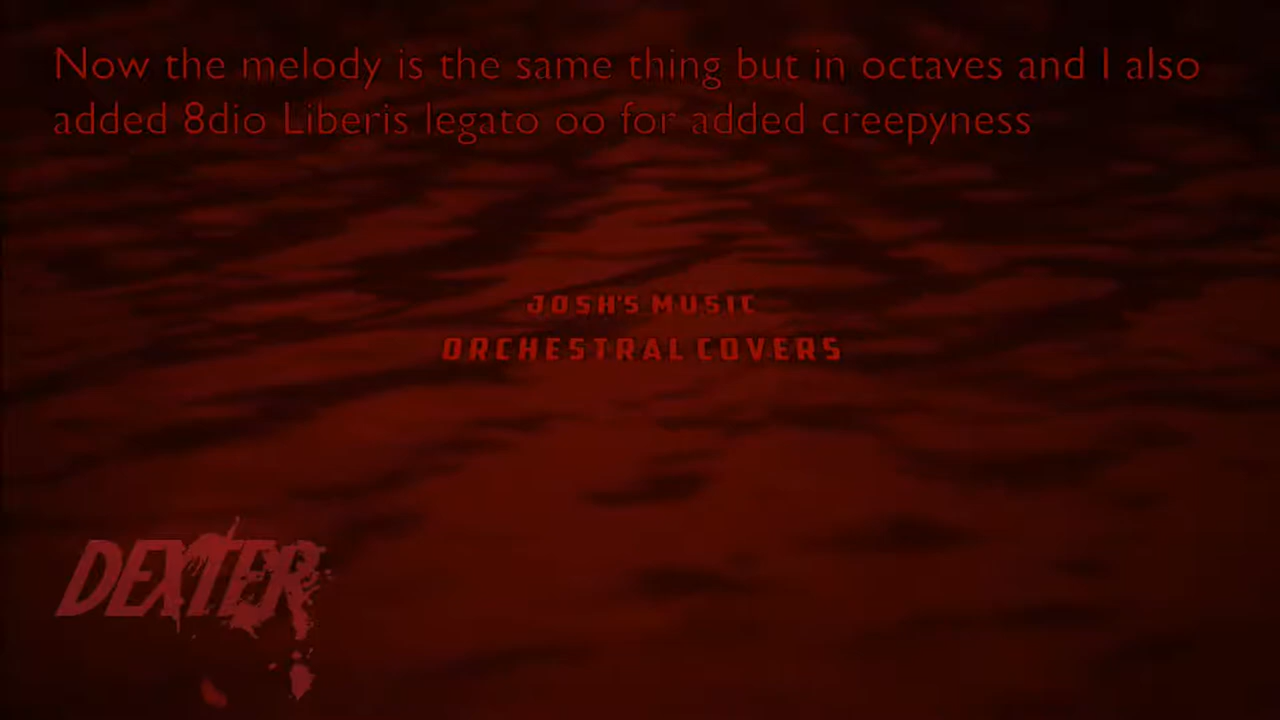 Now the melody is the same thing but in octaves and I also
added 8dio Liberis legato oo for added creepyness
JOSH'S MUSIC
ORCHESTRAL COVERS
DEXTER